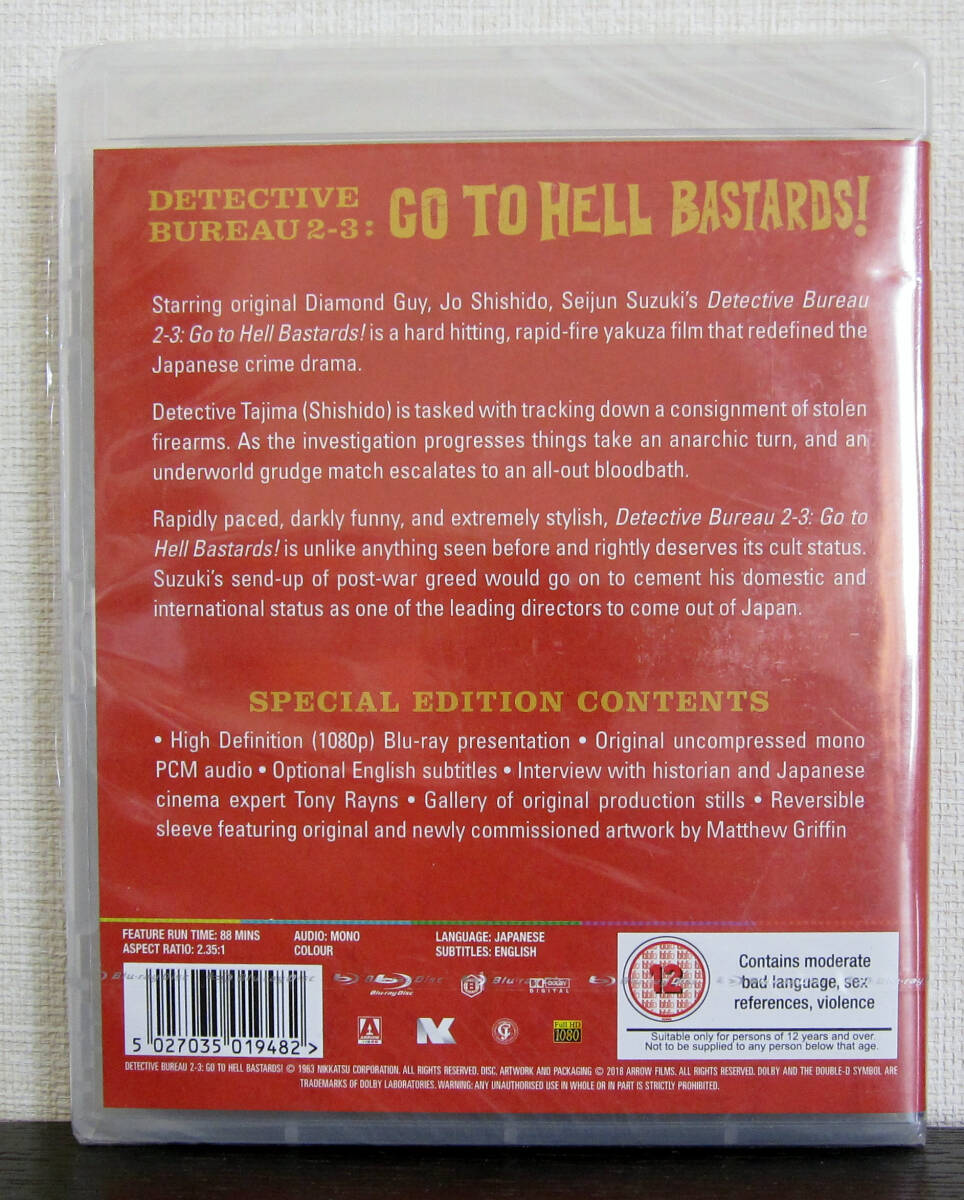 DETECTIVE
BUREAU 2-3: GO TO HELL BASTARDS!
Starring original Diamond Guy, Jo Shishido, Seijun Suzuki's Detective Bureau
2-3: Go to Hell Bastards! is a hard hitting, rapid-fire yakuza film that redefined the
Japanese crime drama.
Detective Tajima (Shishido) is tasked with tracking down a consignment of stolen
firearms. As the investigation progresses things take an anarchic turn, and an
underworld grudge match escalates to an all-out bloodbath.
Rapidly paced, darkly funny, and extremely stylish, Detective Bureau 2-3: Go to
Hell Bastards! is unlike anything seen before and rightly deserves its cult status.
Suzuki's send-up of post-war greed would go on to cement his domestic and
international status as one of the leading directors to come out of Japan.
SPECIAL EDITION CONTENTS
• High Definition (1080p) Blu-ray presentation • Original uncompressed mono
PCM audio • Optional English subtitles • Interview with historian and Japanese
cinema expert Tony Rayns • Gallery of original production stills • Reversible
sleeve featuring original and newly commissioned artwork by Matthew Griffin
FEATURE RUN TIME: 88 MINS AUDIO: MONO LANGUAGE: JAPANESE
ASPECT RATIO: 2.35:1 COLOUR SUBTITLES: ENGLISH
Blu-ray Disc
DOLBY
DIGITAL
12
Contains moderate
bad language, sex
references, violence
Suitable only for persons of 12 years and over.
Not to be supplied to any person below that age.
ARROW
Full HD
1080
5 027035 019482 >
DETECTIVE BUREAU 2-3: GO TO HELL BASTARDS! © 1963 NIKKATSU CORPORATION. ALL RIGHTS RESERVED. DISC, ARTWORK AND PACKAGING © 2018 ARROW FILMS. ALL RIGHTS RESERVED. DOLBY AND THE DOUBLE-D SYMBOL ARE
TRADEMARKS OF DOLBY LABORATORIES. WARNING: ANY UNAUTHORISED USE IN WHOLE OR IN PART IS STRICTLY PROHIBITED.